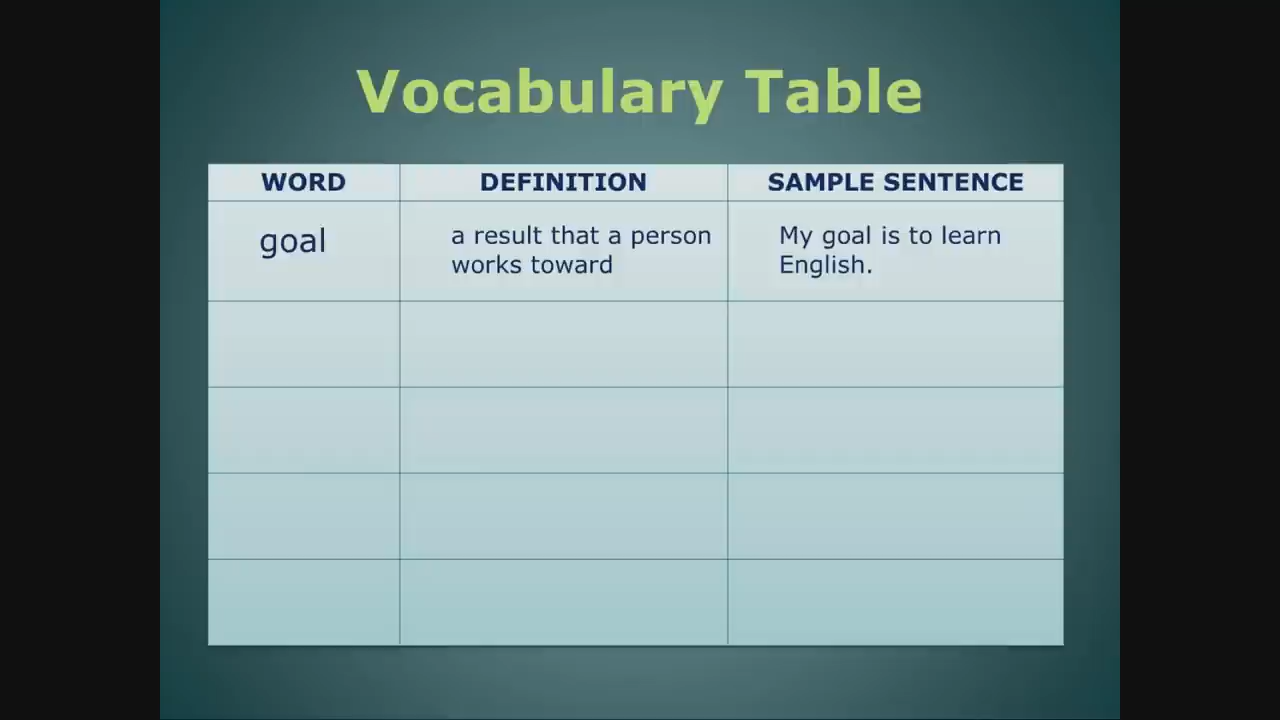 Vocabulary Table
WORD DEFINITION SAMPLE SENTENCE
goal
a result that a person
works toward
My goal is to learn
English.